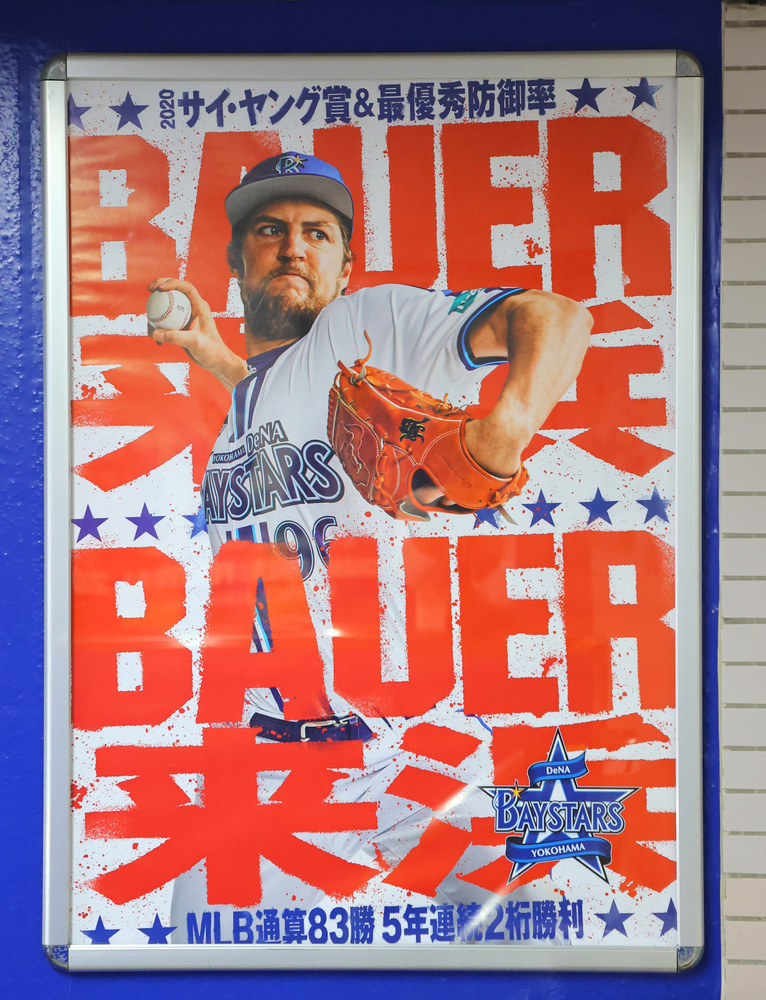 2020 サイ・ヤング賞&最優秀防御率
BAUER
来浜
YOKOHAMA DeNA
BAYSTARS
96
BAUER
来浜
DeNA
BAYSTARS
YOKOHAMA
MLB通算83勝 5年連続2桁勝利